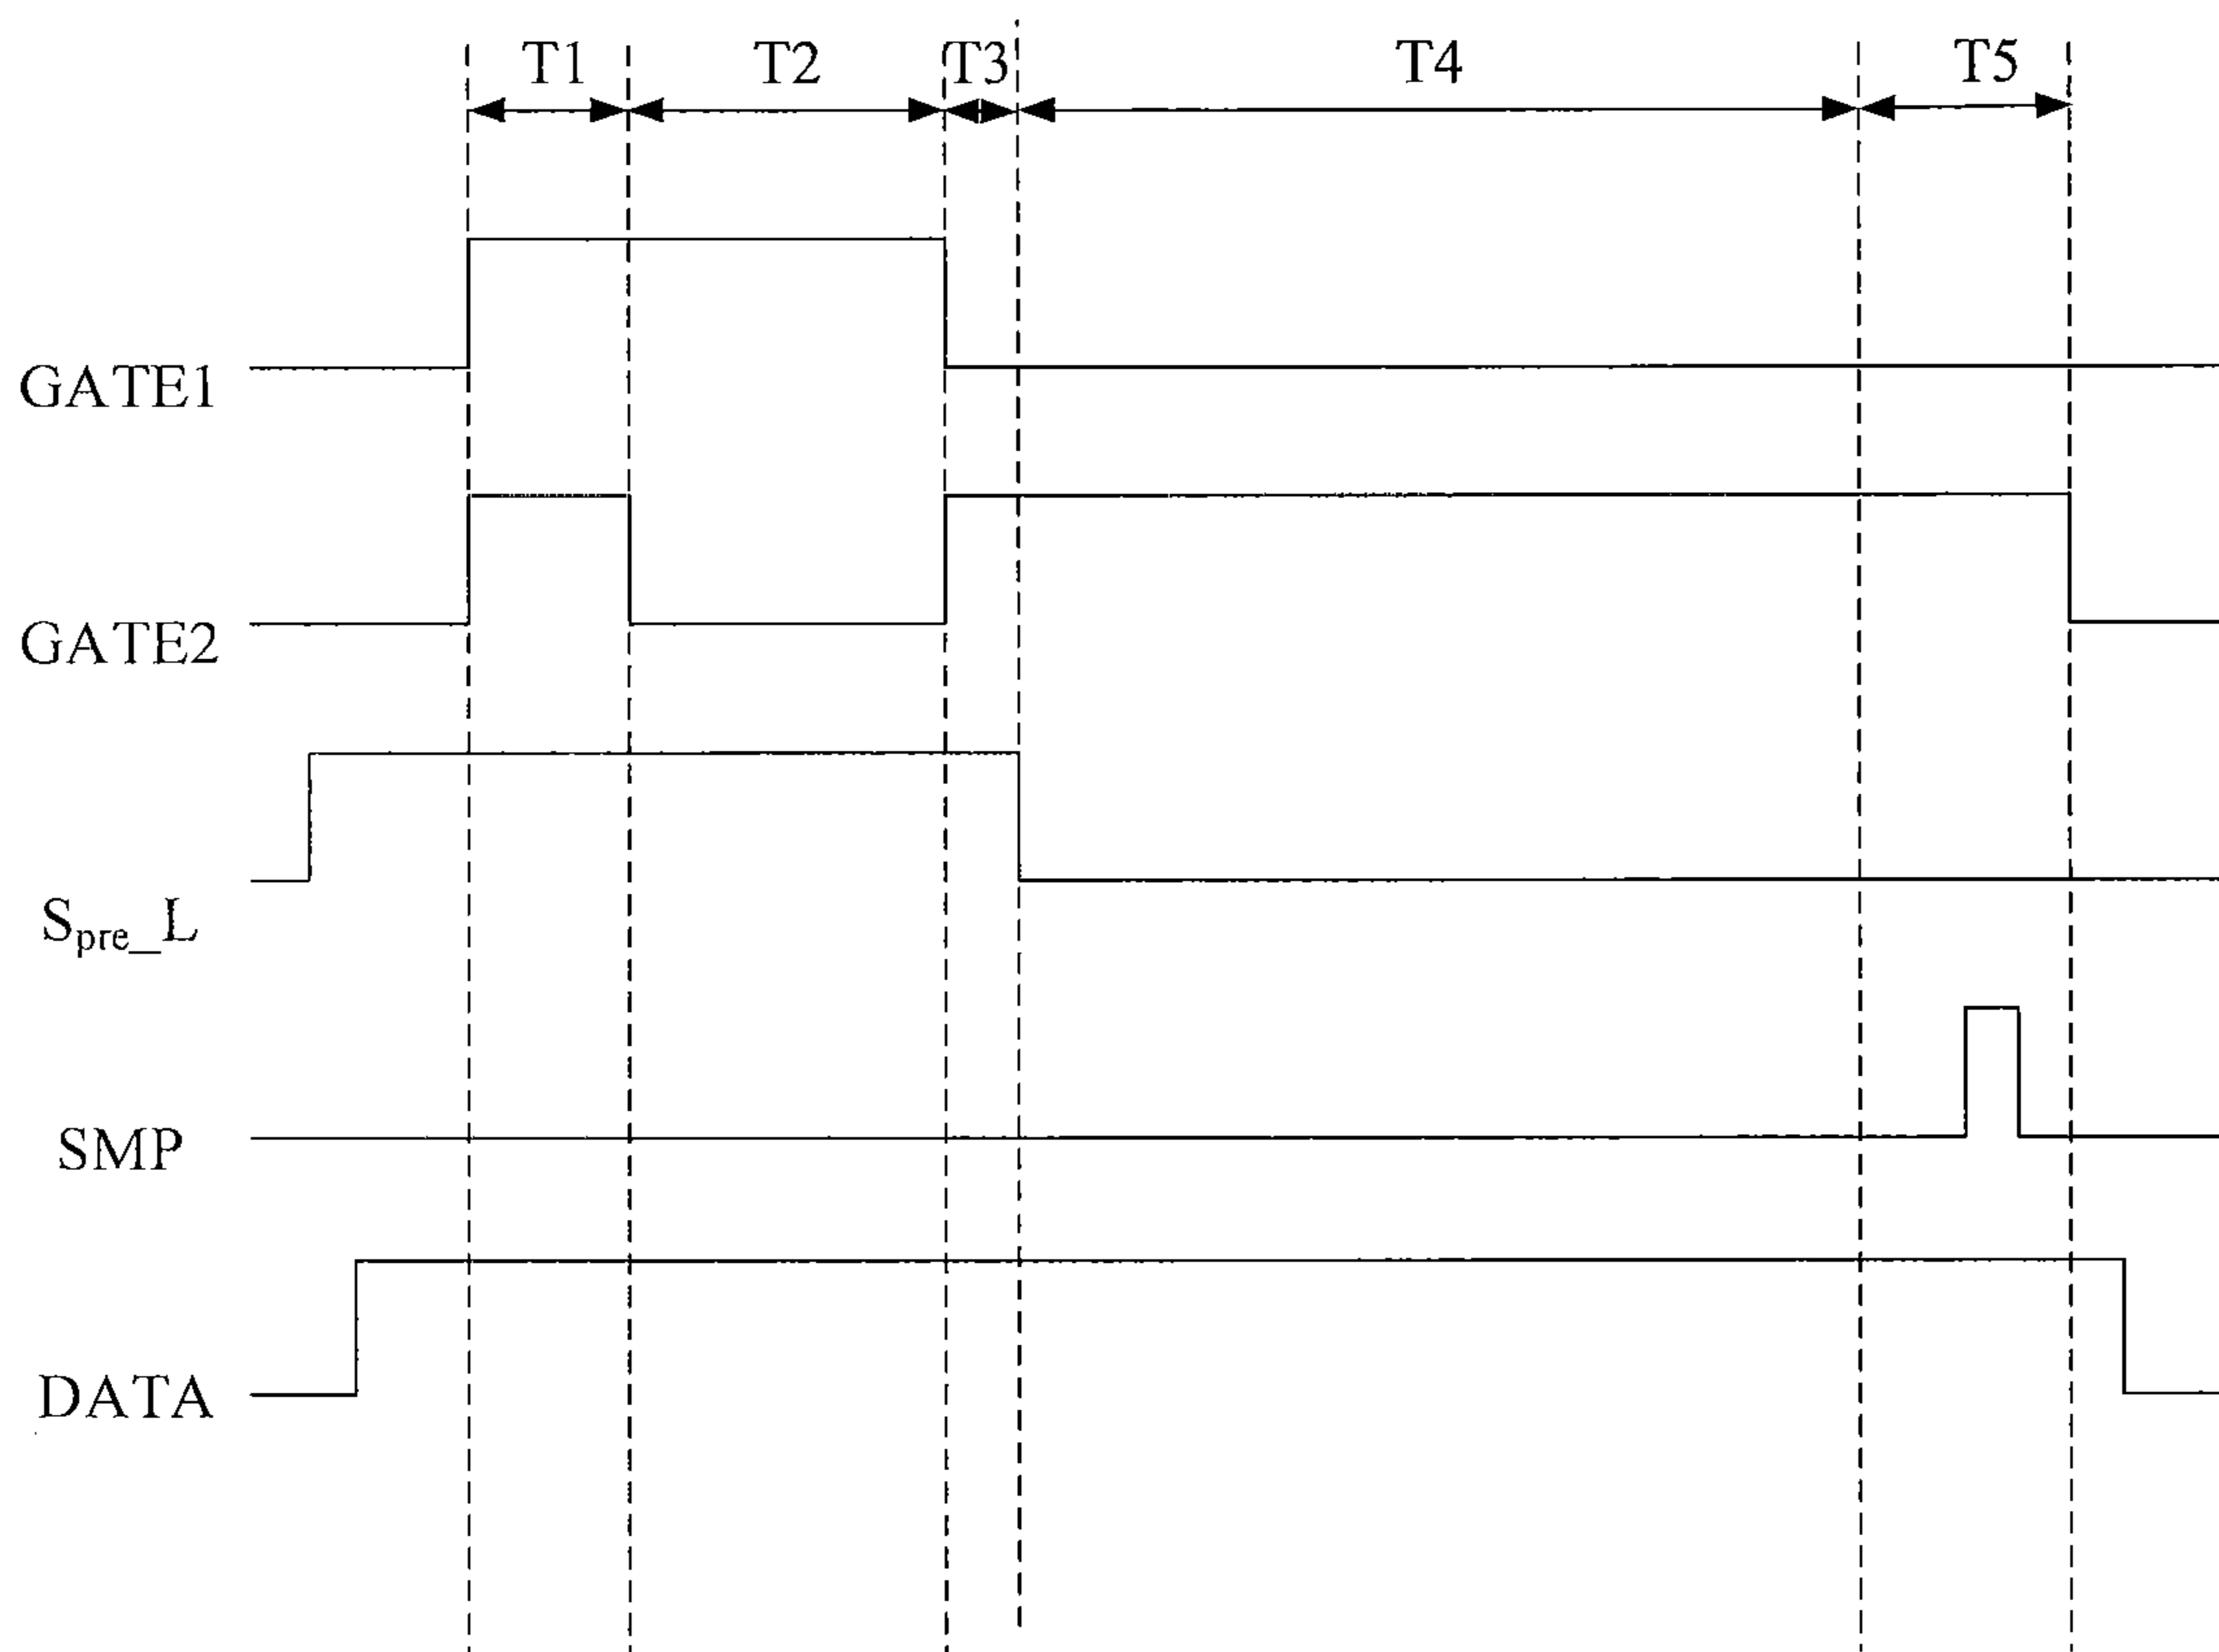 T1 T2 T3 T4 T5
GATE1
GATE2
Spre_L
SMP
DATA